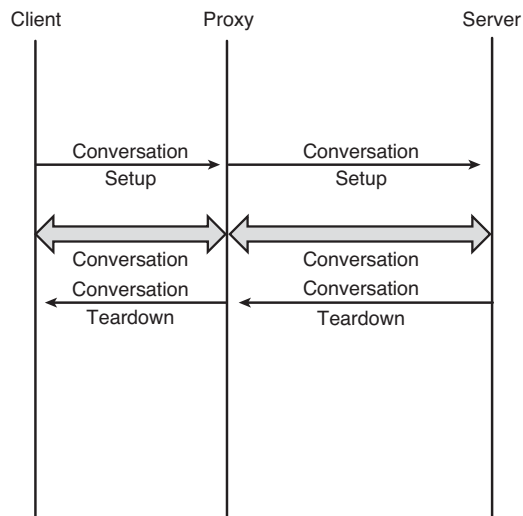 Client Proxy Server
Conversation Conversation
Setup Setup
Conversation Conversation
Conversation Conversation
Teardown Teardown